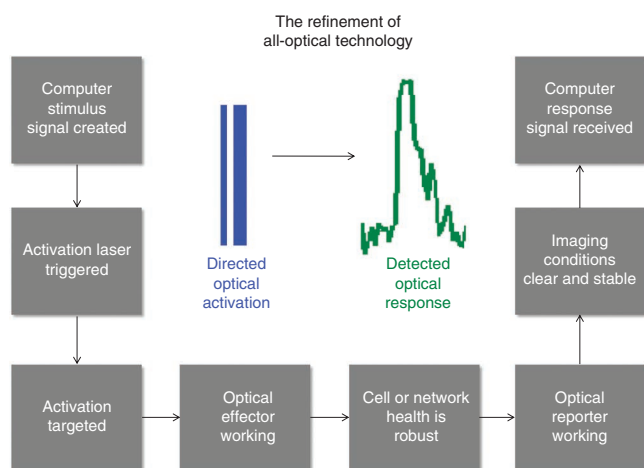 The refinement of
all-optical technology
Computer
stimulus
signal created
Activation laser
triggered
Activation
targeted
Optical
effector
working
Cell or network
health is
robust
Optical
reporter
working
Imaging
conditions
clear and stable
Computer
response
signal received
Directed
optical
activation
Detected
optical
response